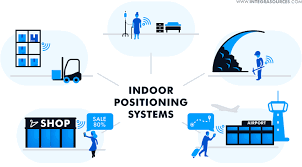 WWW.INTEGRASOURCES.COM
INDOOR
POSITIONING
SYSTEMS
SHOP
SALE
80%
AIRPORT